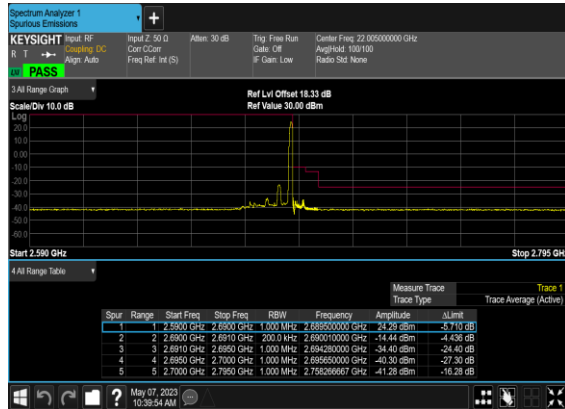 Spectrum Analyzer 1
Spurious Emissions
KEYSIGHT Input: RF Input Z: 50 Ω Atten: 30 dB Trig: Free Run Center Freq: 22.005000000 GHz
R T Coupling: DC Corr CCorr Gate: Off Avg|Hold: 100/100
Align: Auto Freq Ref: Int (S) IF Gain: Low Radio Std: None
PASS
3 All Range Graph
Ref Lvl Offset 18.33 dB
Scale/Div 10.0 dB Ref Value 30.00 dBm
Log
20.0
10.0
0.00
-10.0
-20.0
-30.0
-40.0
-50.0
-60.0
Start 2.590 GHz Stop 2.795 GH
4 All Range Table
Measure Trace Trace 1
Trace Type Trace Average (Active)
Spur Range Start Freq Stop Freq RBW Frequency Amplitude ΔLimit
1 1 2.5900 GHz 2.6900 GHz 1.000 MHz 2.689500000 GHz 24.29 dBm -5.710 dB
2 2 2.6900 GHz 2.6910 GHz 200.0 kHz 2.690010000 GHz -14.44 dBm -4.436 dB
3 3 2.6910 GHz 2.6950 GHz 1.000 MHz 2.694280000 GHz -34.40 dBm -24.40 dB
4 4 2.6950 GHz 2.7000 GHz 1.000 MHz 2.695650000 GHz -40.30 dBm -27.30 dB
5 5 2.7000 GHz 2.7950 GHz 1.000 MHz 2.758266667 GHz -41.28 dBm -16.28 dB
May 07, 2023
10:39:54 AM